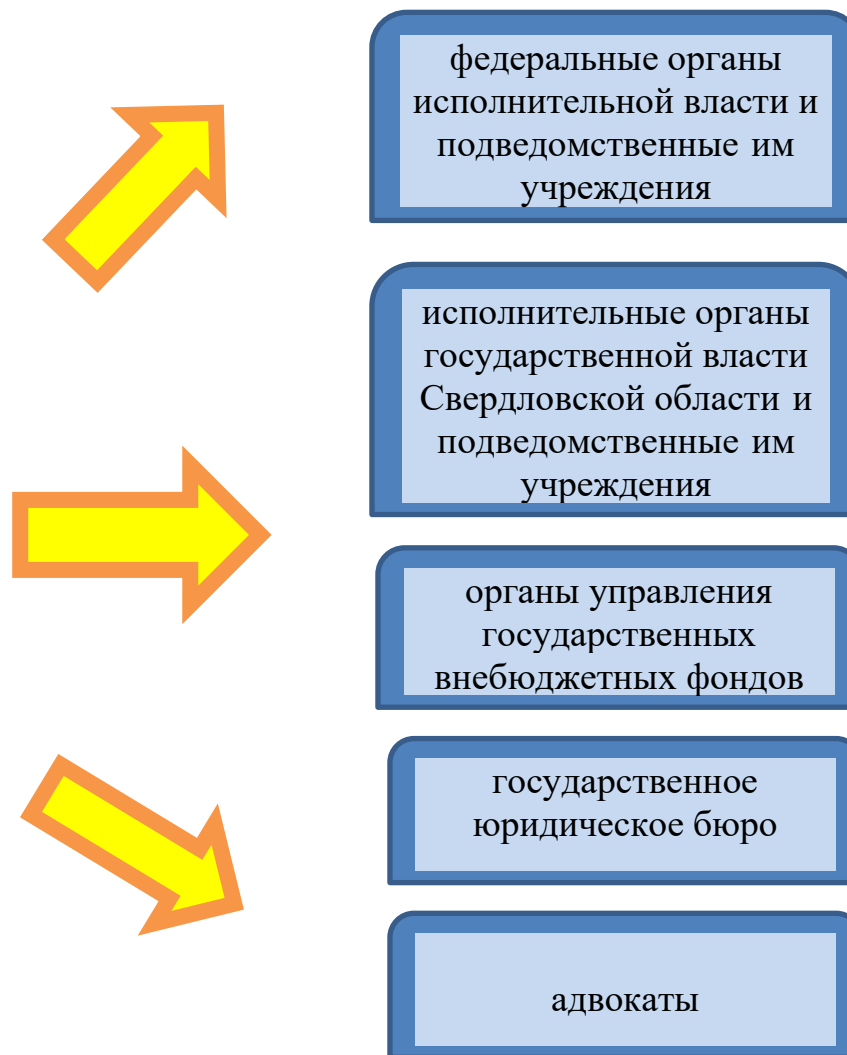 федеральные органы
исполнительной власти и
подведомственные им
учреждения
исполнительные органы
государственной власти
Свердловской области и
подведомственные им
учреждения
органы управления
государственных
внебюджетных фондов
государственное
юридическое бюро
адвокаты